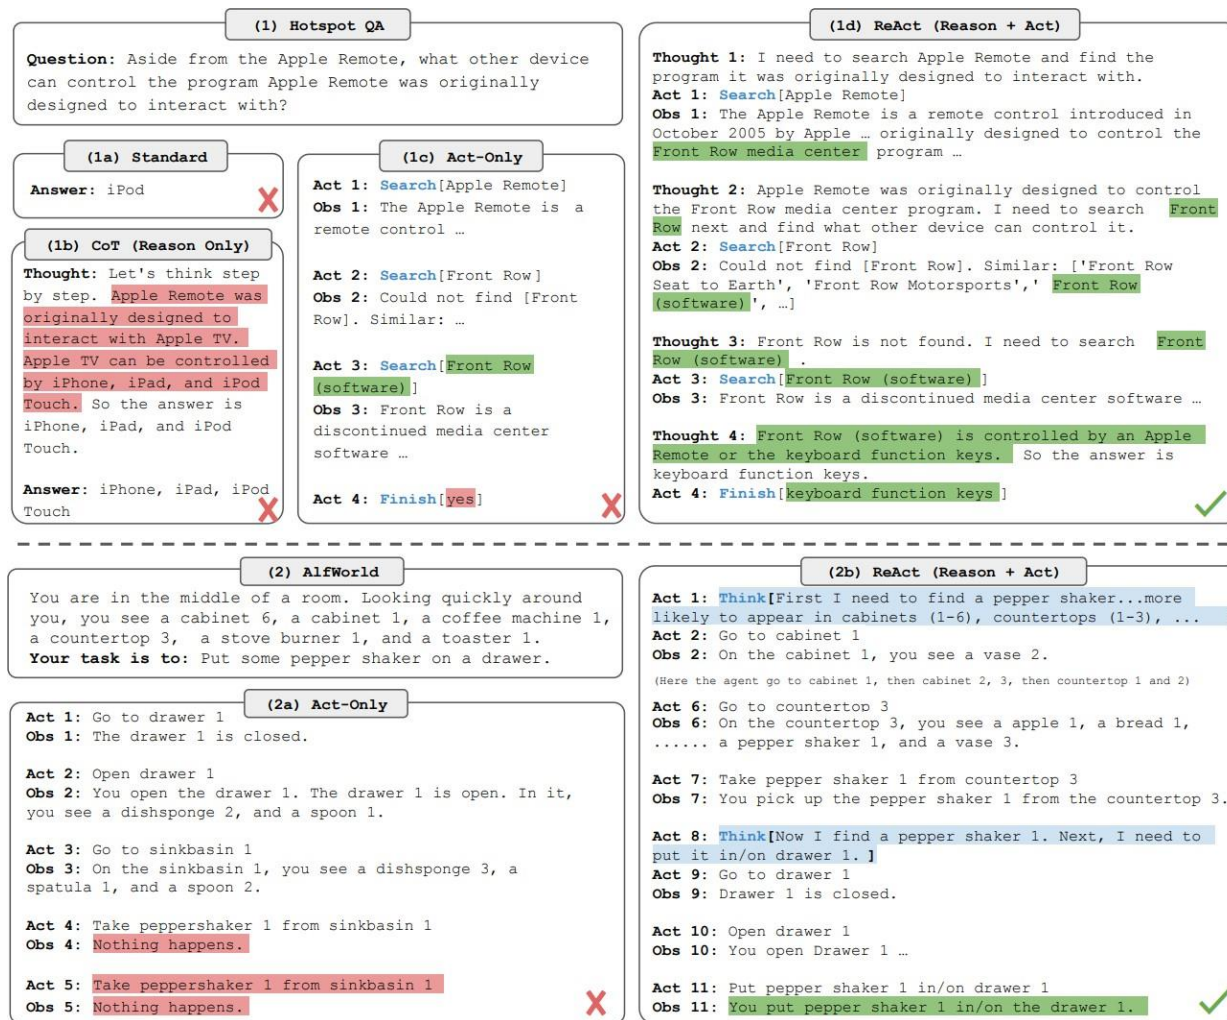 (1) Hotspot QA
Question: Aside from the Apple Remote, what other device
can control the program Apple Remote was originally
designed to interact with?
(1a) Standard
Answer: iPod
(1b) CoT (Reason Only)
Thought: Let's think step
by step. Apple Remote was
originally designed to
interact with Apple TV.
Apple TV can be controlled
by iPhone, iPad, and iPod
Touch. So the answer is
iPhone, iPad, and iPod
Touch.
Answer: iPhone, iPad, iPod
Touch
(1c) Act-Only
Act 1: Search[Apple Remote]
Obs 1: The Apple Remote is a
remote control …
Act 2: Search[Front Row]
Obs 2: Could not find [Front
Row]. Similar: …
Act 3: Search[Front Row
(software)]
Obs 3: Front Row is a
discontinued media center
software …
Act 4: Finish[yes]
(1d) ReAct (Reason + Act)
Thought 1: I need to search Apple Remote and find the
program it was originally designed to interact with.
Act 1: Search[Apple Remote]
Obs 1: The Apple Remote is a remote control introduced in
October 2005 by Apple … originally designed to control the
Front Row media center program …
Thought 2: Apple Remote was originally designed to control
the Front Row media center program. I need to search Front
Row next and find what other device can control it.
Act 2: Search[Front Row]
Obs 2: Could not find [Front Row]. Similar: ['Front Row
Seat to Earth', 'Front Row Motorsports',' Front Row
(software)', …]
Thought 3: Front Row is not found. I need to search Front
Row (software) .
Act 3: Search[Front Row (software)]
Obs 3: Front Row is a discontinued media center software …
Thought 4: Front Row (software) is controlled by an Apple
Remote or the keyboard function keys. So the answer is
keyboard function keys.
Act 4: Finish[keyboard function keys]
(2) AlfWorld
You are in the middle of a room. Looking quickly around
you, you see a cabinet 6, a cabinet 1, a coffee machine 1,
a countertop 3, a stove burner 1, and a toaster 1.
Your task is to: Put some pepper shaker on a drawer.
(2a) Act-Only
Act 1: Go to drawer 1
Obs 1: The drawer 1 is closed.
Act 2: Open drawer 1
Obs 2: You open the drawer 1. The drawer 1 is open. In it,
you see a dishsponge 2, and a spoon 1.
Act 3: Go to sinkbasin 1
Obs 3: On the sinkbasin 1, you see a dishsponge 3, a
spatula 1, and a spoon 2.
Act 4: Take peppershaker 1 from sinkbasin 1
Obs 4: Nothing happens.
Act 5: Take peppershaker 1 from sinkbasin 1
Obs 5: Nothing happens.
(2b) ReAct (Reason + Act)
Act 1: Think[First I need to find a pepper shaker...more
likely to appear in cabinets (1-6), countertops (1-3), ...
Act 2: Go to cabinet 1
Obs 2: On the cabinet 1, you see a vase 2.
(Here the agent go to cabinet 1, then cabinet 2, 3, then countertop 1 and 2)
Act 6: Go to countertop 3
Obs 6: On the countertop 3, you see a apple 1, a bread 1,
...... a pepper shaker 1, and a vase 3.
Act 7: Take pepper shaker 1 from countertop 3
Obs 7: You pick up the pepper shaker 1 from the countertop 3.
Act 8: Think[Now I find a pepper shaker 1. Next, I need to
put it in/on drawer 1. ]
Act 9: Go to drawer 1
Obs 9: Drawer 1 is closed.
Act 10: Open drawer 1
Obs 10: You open Drawer 1 …
Act 11: Put pepper shaker 1 in/on drawer 1
Obs 11: You put pepper shaker 1 in/on the drawer 1.